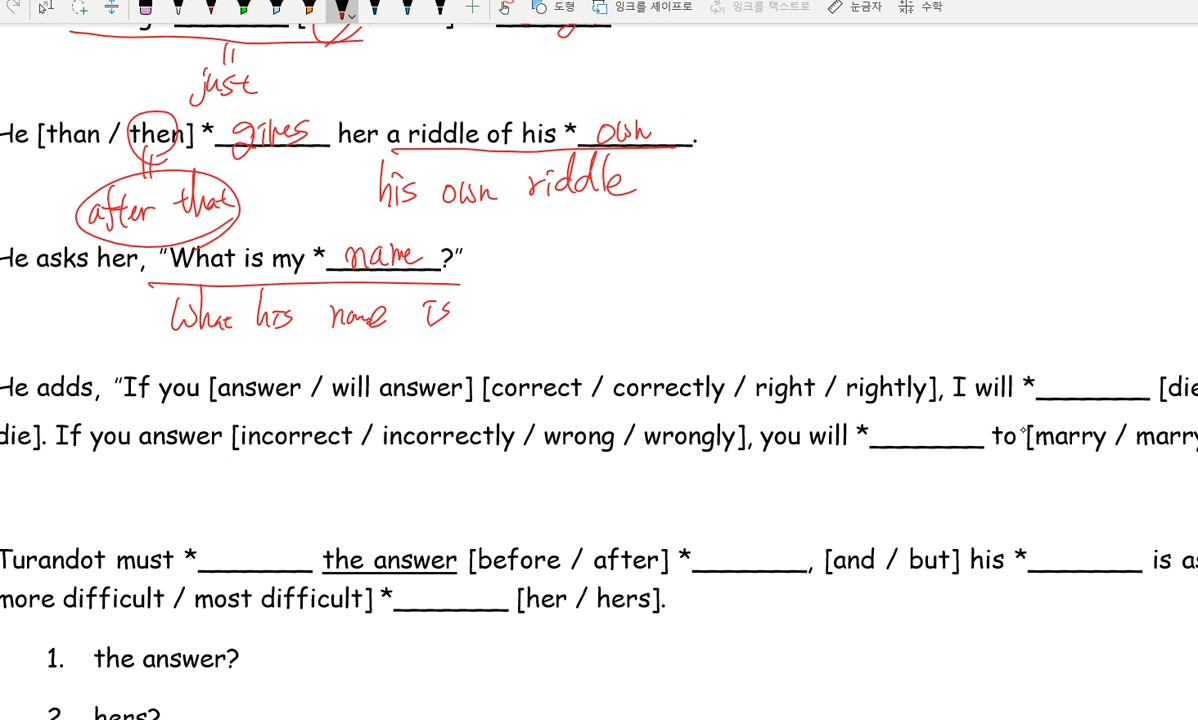 도형 잉크를 셰이프로 잉크를 텍스트로 눈금자 수학
just
He [than / then] * gives her a riddle of his * own .
after that his own riddle
He asks her, “What is my * name ?”
What his name is
He adds, “If you [answer / will answer] [correct / correctly / right / rightly], I will *________ [die
die]. If you answer [incorrect / incorrectly / wrong / wrongly], you will *________ to [marry / marry
Turandot must *________ the answer [before / after] *________, [and / but] his *________ is as
more difficult / most difficult] *________ [her / hers].
1. the answer?
2. hers?